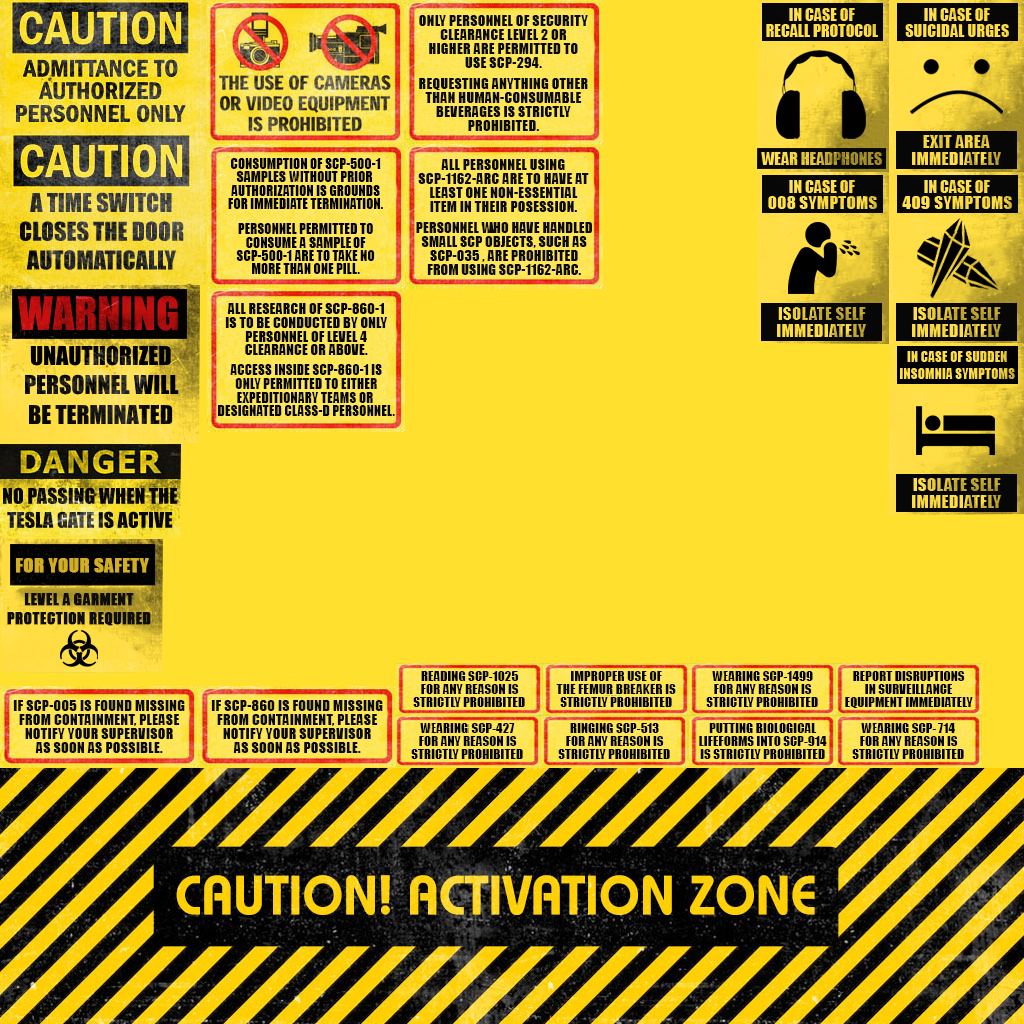 CAUTION
ADMITTANCE TO
AUTHORIZED
PERSONNEL ONLY
CAUTION
A TIME SWITCH
CLOSES THE DOOR
AUTOMATICALLY
WARNING
UNAUTHORIZED
PERSONNEL WILL
BE TERMINATED
DANGER
NO PASSING WHEN THE
TESLA GATE IS ACTIVE
FOR YOUR SAFETY
LEVEL A GARMENT
PROTECTION REQUIRED
THE USE OF CAMERAS
OR VIDEO EQUIPMENT
IS PROHIBITED
CONSUMPTION OF SCP-500-1
SAMPLES WITHOUT PRIOR
AUTHORIZATION IS GROUNDS
FOR IMMEDIATE TERMINATION.
PERSONNEL PERMITTED TO
CONSUME A SAMPLE OF
SCP-500-1 ARE TO TAKE NO
MORE THAN ONE PILL.
ALL RESEARCH OF SCP-860-1
IS TO BE CONDUCTED BY ONLY
PERSONNEL OF LEVEL 4
CLEARANCE OR ABOVE.
ACCESS INSIDE SCP-860-1 IS
ONLY PERMITTED TO EITHER
EXPEDITIONARY TEAMS OR
DESIGNATED CLASS-D PERSONNEL.
ONLY PERSONNEL OF SECURITY
CLEARANCE LEVEL 2 OR
HIGHER ARE PERMITTED TO
USE SCP-294.
REQUESTING ANYTHING OTHER
THAN HUMAN-CONSUMABLE
BEVERAGES IS STRICTLY
PROHIBITED.
ALL PERSONNEL USING
SCP-1162-ARC ARE TO HAVE AT
LEAST ONE NON-ESSENTIAL
ITEM IN THEIR POSESSION.
PERSONNEL WHO HAVE HANDLED
SMALL SCP OBJECTS, SUCH AS
SCP-035 , ARE PROHIBITED
FROM USING SCP-1162-ARC.
IN CASE OF
RECALL PROTOCOL
WEAR HEADPHONES
IN CASE OF
SUICIDAL URGES
EXIT AREA
IMMEDIATELY
IN CASE OF
008 SYMPTOMS
ISOLATE SELF
IMMEDIATELY
IN CASE OF
409 SYMPTOMS
ISOLATE SELF
IMMEDIATELY
IN CASE OF SUDDEN
INSOMNIA SYMPTOMS
ISOLATE SELF
IMMEDIATELY
IF SCP-005 IS FOUND MISSING
FROM CONTAINMENT, PLEASE
NOTIFY YOUR SUPERVISOR
AS SOON AS POSSIBLE.
IF SCP-860 IS FOUND MISSING
FROM CONTAINMENT, PLEASE
NOTIFY YOUR SUPERVISOR
AS SOON AS POSSIBLE.
READING SCP-1025
FOR ANY REASON IS
STRICTLY PROHIBITED
IMPROPER USE OF
THE FEMUR BREAKER IS
STRICTLY PROHIBITED
WEARING SCP-1499
FOR ANY REASON IS
STRICTLY PROHIBITED
REPORT DISRUPTIONS
IN SURVEILLANCE
EQUIPMENT IMMEDIATELY
WEARING SCP-427
FOR ANY REASON IS
STRICTLY PROHIBITED
RINGING SCP-513
FOR ANY REASON IS
STRICTLY PROHIBITED
PUTTING BIOLOGICAL
LIFEFORMS INTO SCP-914
IS STRICTLY PROHIBITED
WEARING SCP-714
FOR ANY REASON IS
STRICTLY PROHIBITED
CAUTION! ACTIVATION ZONE